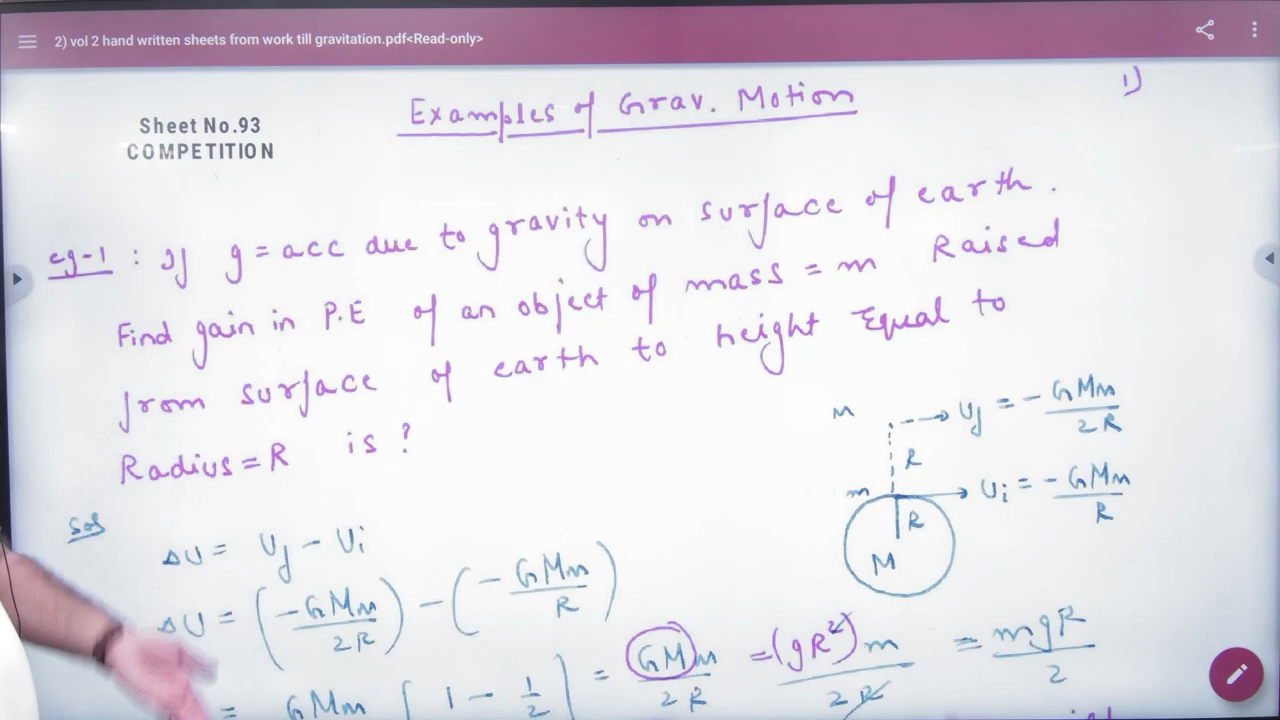 2) vol 2 hand written sheets from work till gravitation.pdf<Read-only>
1)
Examples of Grav. Motion
Sheet No.93
COMPETITION
eg-1 : If g = acc due to gravity on surface of earth.
Find gain in P.E of an object of mass = m Raised
from surface of earth to height Equal to
Radius = R is ?
m ---→ Uf = - GMm/2R
R
m → Ui = - GMm/R
R
M
Sol
ΔU = Uf - Ui
ΔU = (-GMm/2R) - (-GMm/R)
= GMm [1 - 1/2] = GMm/2R = (gR²)m/2R = mgR/2